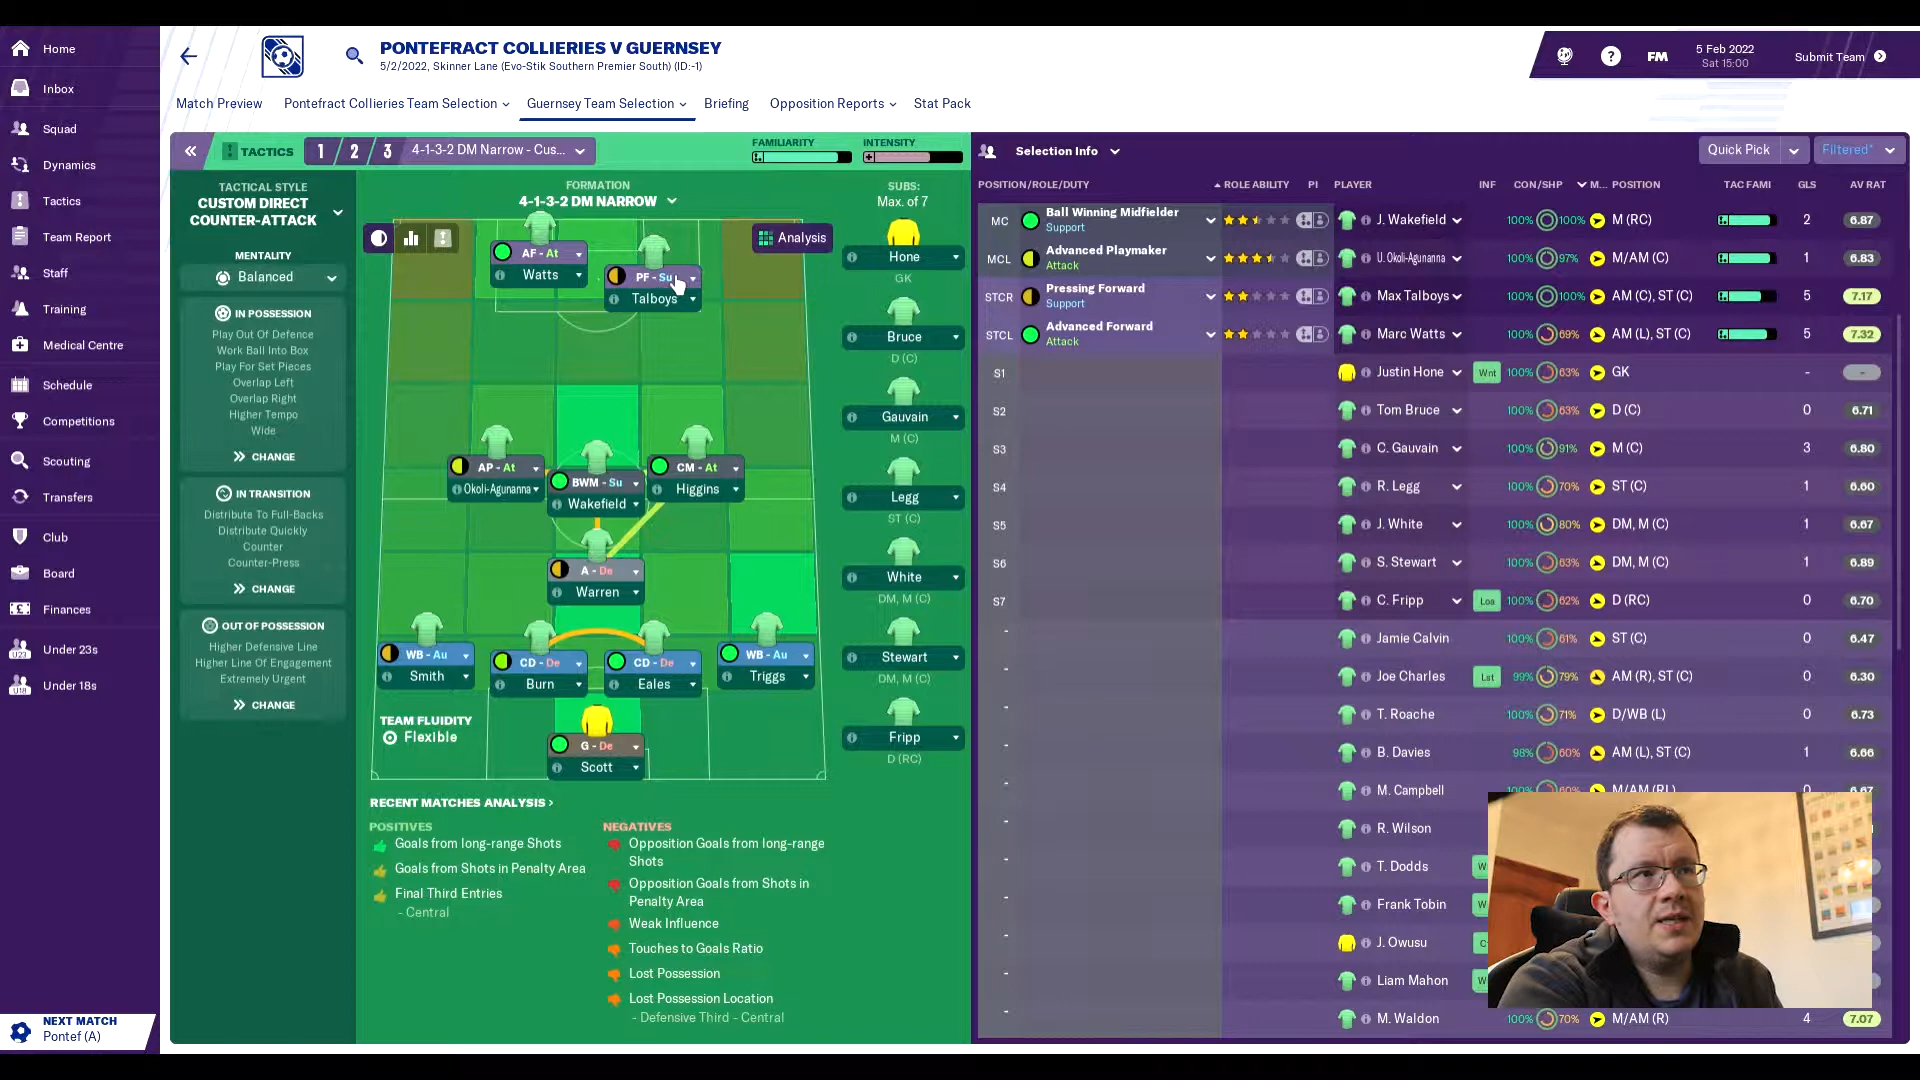 Home
Inbox
Squad
Dynamics
Tactics
Team Report
Staff
Training
Medical Centre
Schedule
Competitions
Scouting
Transfers
Club
Board
Finances
Under 23s
Under 18s
NEXT MATCH
Pontef (A)
PONTEFRACT COLLIERIES V GUERNSEY
5/2/2022, Skinner Lane (Evo-Stik Southern Premier South) (ID:-1)
FM
5 Feb 2022
Sat 15:00
Submit Team
Match Preview
Pontefract Collieries Team Selection
Guernsey Team Selection
Briefing
Opposition Reports
Stat Pack
TACTICS
1 2 3
4-1-3-2 DM Narrow - Cus...
FAMILIARITY
INTENSITY
TACTICAL STYLE
CUSTOM DIRECT
COUNTER-ATTACK
MENTALITY
Balanced
IN POSSESSION
Play Out Of Defence
Work Ball Into Box
Play For Set Pieces
Overlap Left
Overlap Right
Higher Tempo
Wide
CHANGE
IN TRANSITION
Distribute To Full-Backs
Distribute Quickly
Counter
Counter-Press
CHANGE
OUT OF POSSESSION
Higher Defensive Line
Higher Line Of Engagement
Extremely Urgent
CHANGE
FORMATION
4-1-3-2 DM NARROW
Analysis
AF - At
Watts
PF - Su
Talboys
AP - At
Okoli-Agunanna
BWM - Su
Wakefield
CM - At
Higgins
A - De
Warren
WB - Au
Smith
CD - De
Burn
CD - De
Eales
WB - Au
Triggs
G - De
Scott
TEAM FLUIDITY
Flexible
SUBS:
Max. of 7
Hone
GK
Bruce
D (C)
Gauvain
M (C)
Legg
ST (C)
White
DM, M (C)
Stewart
DM, M (C)
Fripp
D (RC)
RECENT MATCHES ANALYSIS >
POSITIVES
Goals from long-range Shots
Goals from Shots in Penalty Area
Final Third Entries
- Central
NEGATIVES
Opposition Goals from long-range
Shots
Opposition Goals from Shots in
Penalty Area
Weak Influence
Touches to Goals Ratio
Lost Possession
Lost Possession Location
- Defensive Third - Central
Selection Info
Quick Pick
Filtered*
POSITION/ROLE/DUTY ROLE ABILITY PI PLAYER INF CON/SHP M... POSITION TAC FAMI GLS AV RAT
MC Ball Winning Midfielder Support J. Wakefield 100% 100% M (RC) 2 6.87
MCL Advanced Playmaker Attack U. Okoli-Agunanna 100% 97% M/AM (C) 1 6.83
STCR Pressing Forward Support Max Talboys 100% 100% AM (C), ST (C) 5 7.17
STCL Advanced Forward Attack Marc Watts 100% 69% AM (L), ST (C) 5 7.32
S1 Justin Hone Wnt 100% 63% GK - -
S2 Tom Bruce 100% 63% D (C) 0 6.71
S3 C. Gauvain 100% 91% M (C) 3 6.80
S4 R. Legg 100% 70% ST (C) 1 6.60
S5 J. White 100% 80% DM, M (C) 1 6.67
S6 S. Stewart 100% 63% DM, M (C) 1 6.89
S7 C. Fripp Loa 100% 62% D (RC) 0 6.70
- Jamie Calvin 100% 61% ST (C) 0 6.47
- Joe Charles Lst 99% 79% AM (R), ST (C) 0 6.30
- T. Roache 100% 71% D/WB (L) 0 6.73
- B. Davies 98% 60% AM (L), ST (C) 1 6.66
- M. Campbell 100% 60% M/AM (RL) 0 6.67
- R. Wilson
- T. Dodds
- Frank Tobin
- J. Owusu
- Liam Mahon
- M. Waldon 100% 70% M/AM (R) 4 7.07